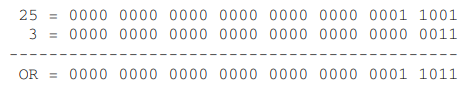 25 = 0000 0000 0000 0000 0000 0000 0001 1001
3 = 0000 0000 0000 0000 0000 0000 0000 0011
---------------------------------------------
OR = 0000 0000 0000 0000 0000 0000 0001 1011